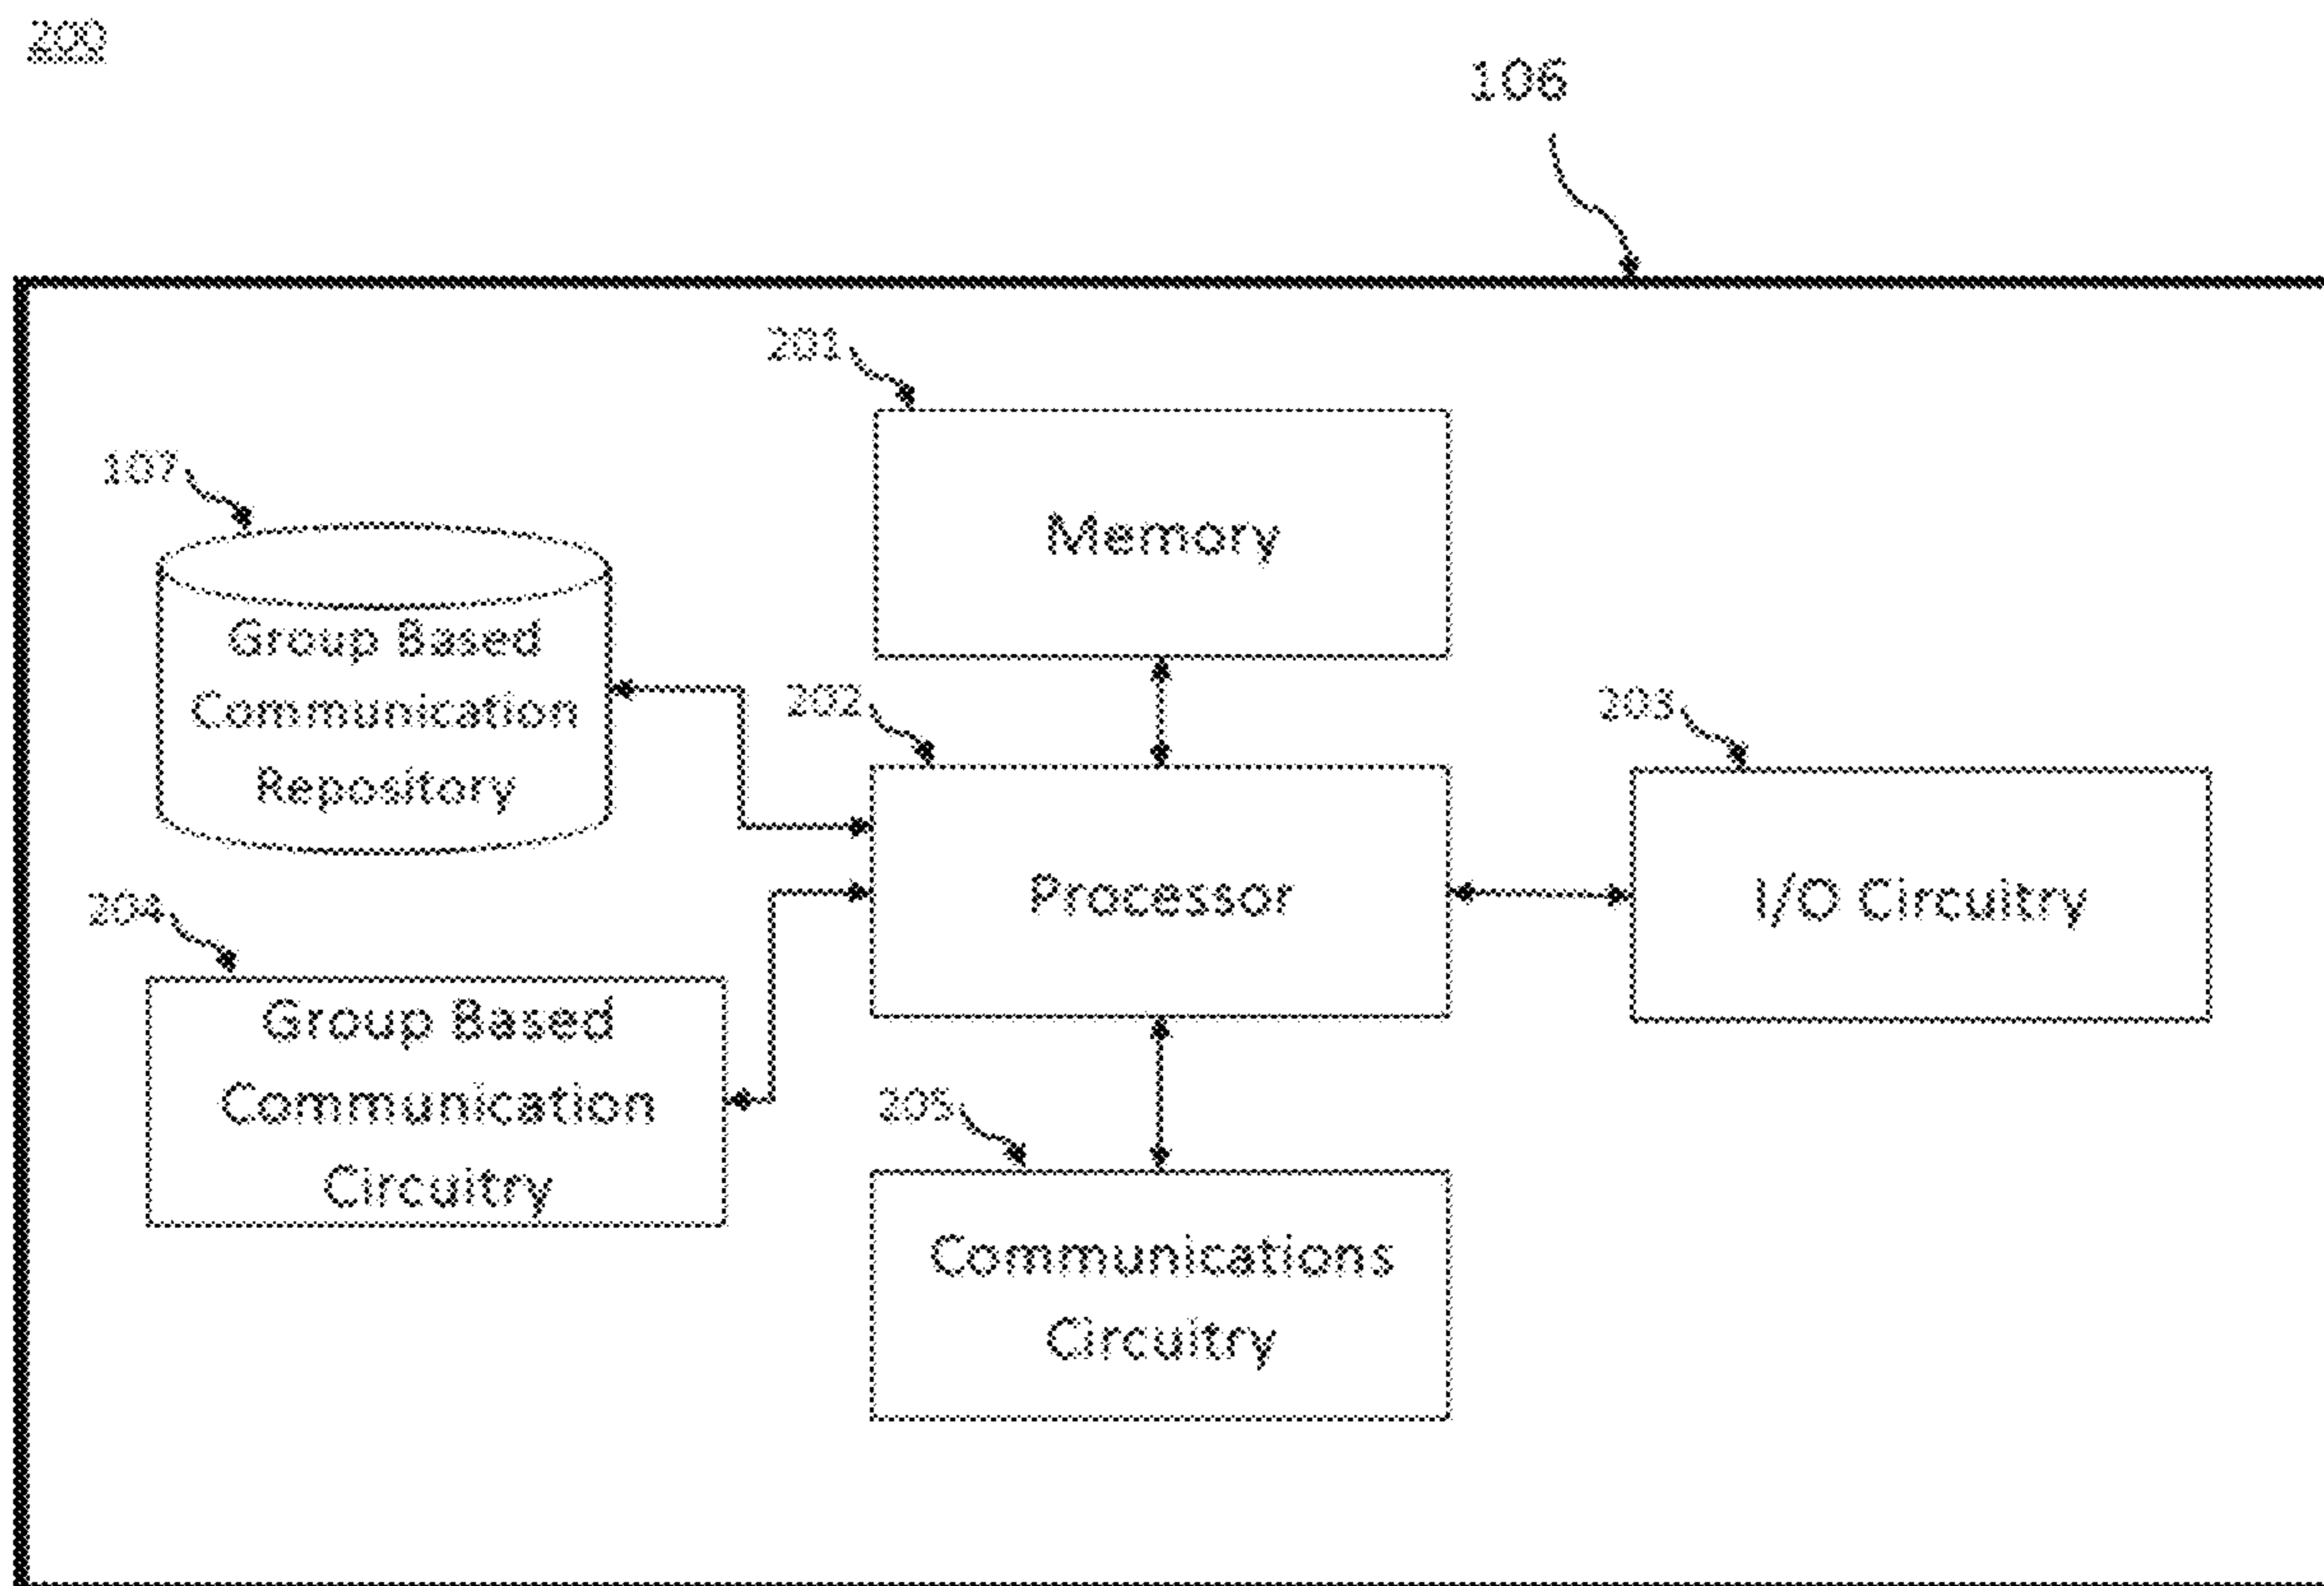 200
106
201
Memory
107
Group Based
Communication
Repository
202
Processor
203
I/O Circuitry
204
Group Based
Communication
Circuitry
205
Communications
Circuitry